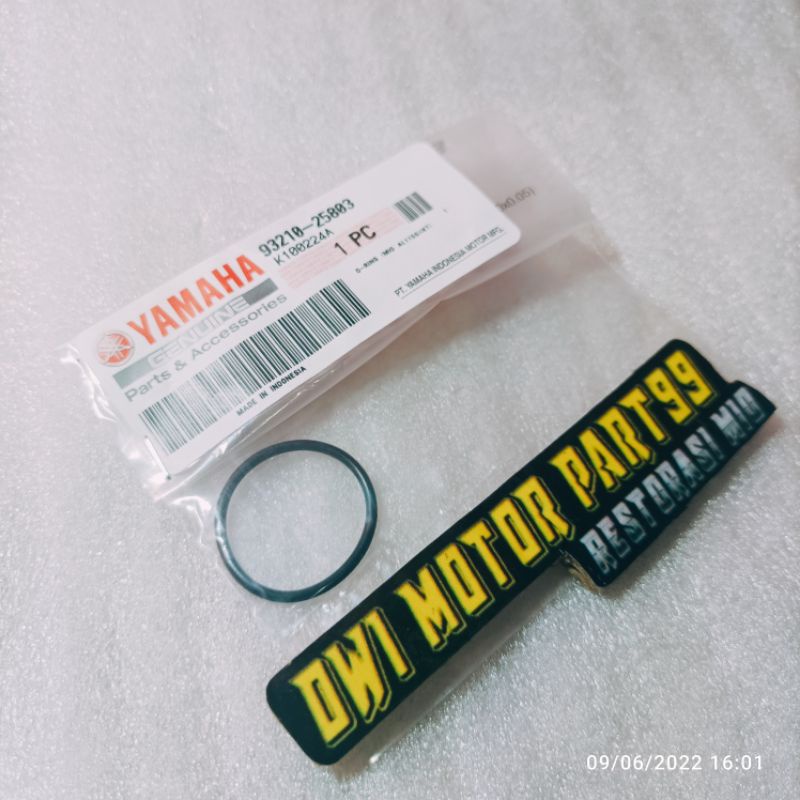 YAMAHA
GENUINE
Parts & Accessories
93210-25803
K100224A
1 PC
PT. YAMAHA INDONESIA MOTOR MFG.
MADE IN INDONESIA
DWI MOTOR PART99
RESTORASI MIO
09/06/2022 16:01